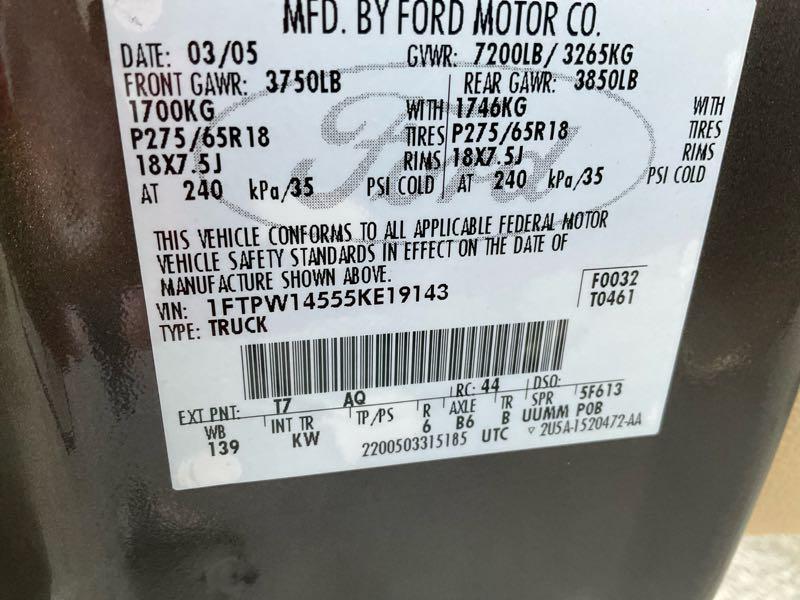 MFD. BY FORD MOTOR CO.
DATE: 03/05 GVWR: 7200LB/ 3265KG
FRONT GAWR: 3750LB REAR GAWR: 3850LB
1700KG WITH 1746KG WITH
P275/65R18 TIRES P275/65R18 TIRES
18X7.5J RIMS 18X7.5J RIMS
AT 240 kPa/35 PSI COLD AT 240 kPa/35 PSI COLD
Ford
THIS VEHICLE CONFORMS TO ALL APPLICABLE FEDERAL MOTOR
VEHICLE SAFETY STANDARDS IN EFFECT ON THE DATE OF
MANUFACTURE SHOWN ABOVE.
VIN: 1FTPW14555KE19143 F0032
TYPE: TRUCK T0461
EXT PNT: T7 AQ RC: 44 DSO:
WB INT TR TP/PS R AXLE TR SPR 5F613
139 KW 6 B6 B UUMM POB
2200503315185 UTC ▽ 2U5A-1520472-AA